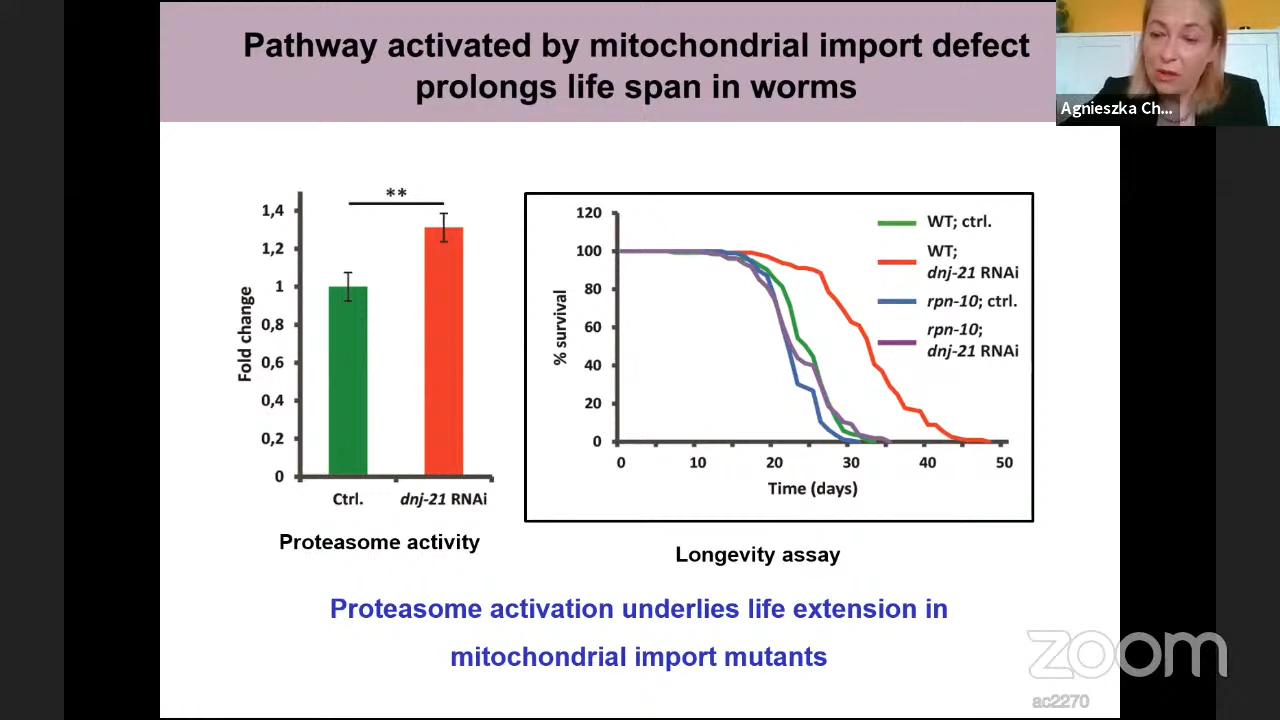 Pathway activated by mitochondrial import defect
prolongs life span in worms
Agnieszka Ch...
**
1,4
1,2
1
0,8
0,6
0,4
0,2
0
Fold change
Ctrl.
dnj-21 RNAi
Proteasome activity
120
100
80
60
40
20
0
% survival
0
10
20
30
40
50
Time (days)
WT; ctrl.
WT;
dnj-21 RNAi
rpn-10; ctrl.
rpn-10;
dnj-21 RNAi
Longevity assay
Proteasome activation underlies life extension in
mitochondrial import mutants
zoom
ac2270